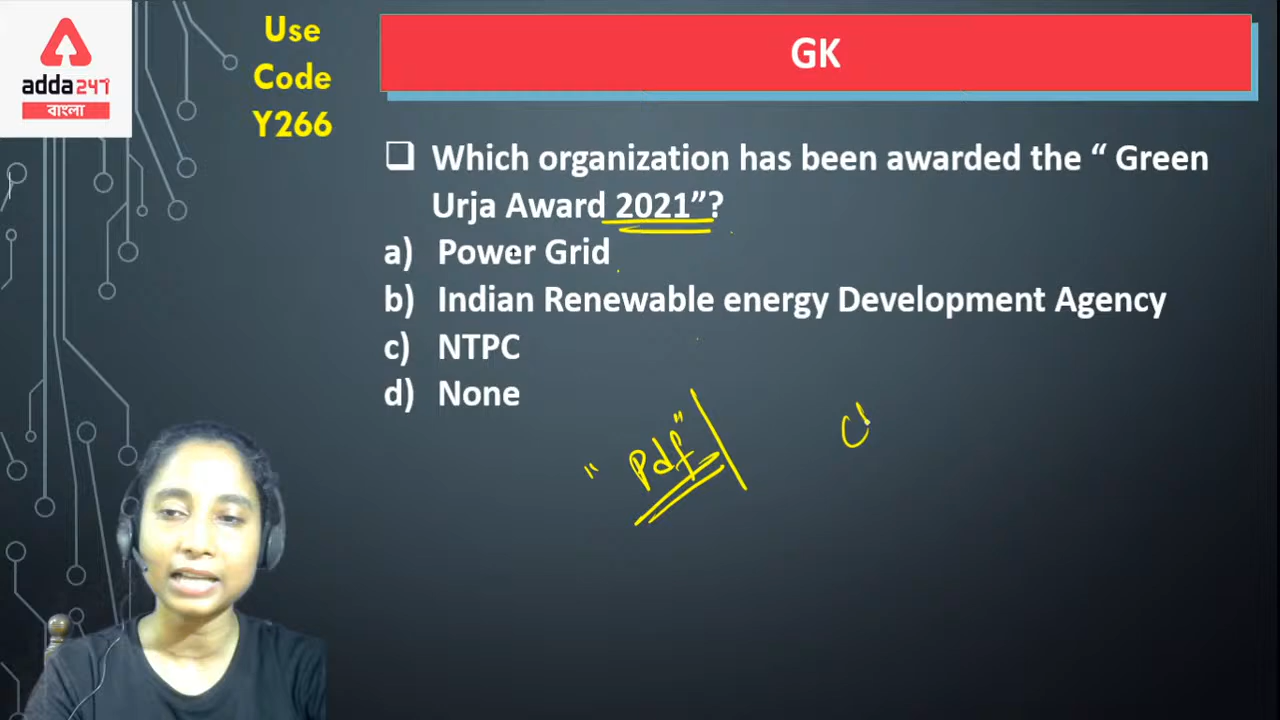 adda247
বাংলা
Use
Code
Y266
GK
Which organization has been awarded the “ Green
Urja Award 2021”?
a) Power Grid
b) Indian Renewable energy Development Agency
c) NTPC
d) None
" Pdf"